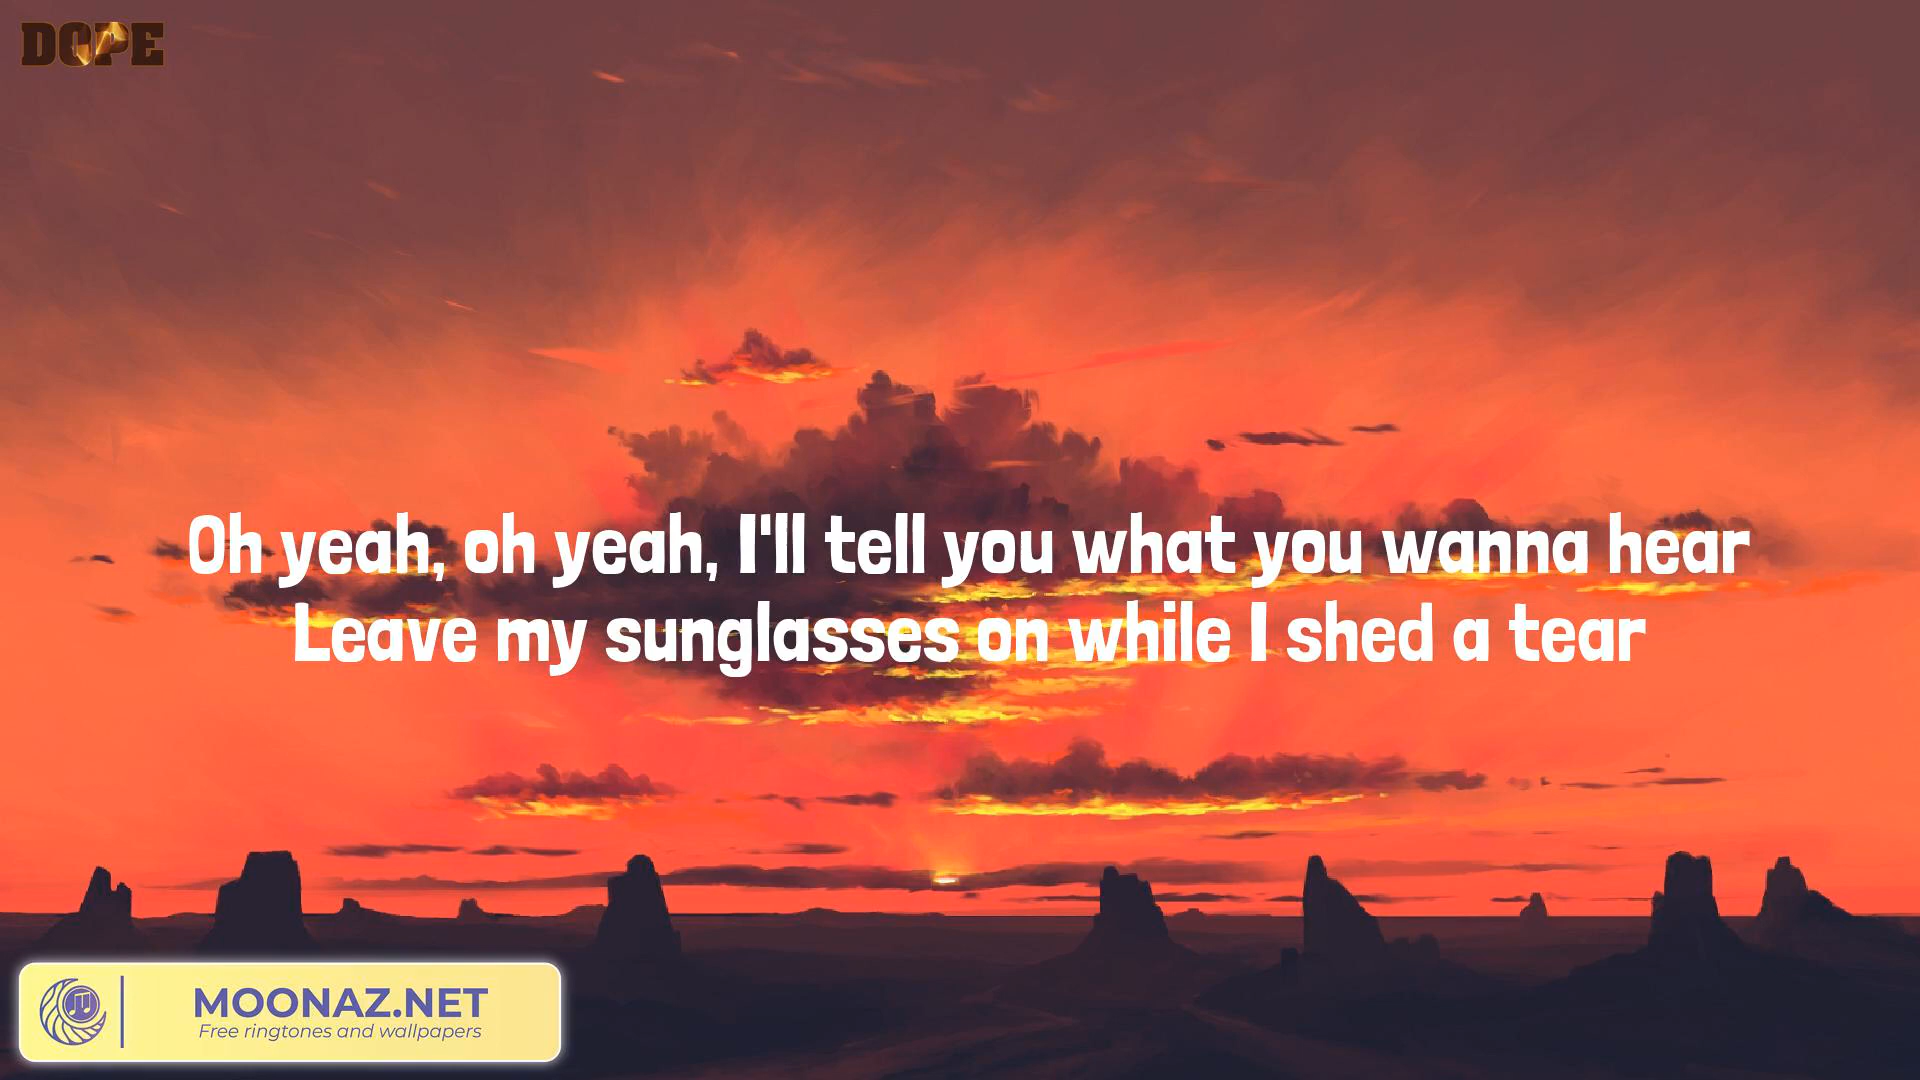 DOPE
Oh yeah, oh yeah, I'll tell you what you wanna hear
Leave my sunglasses on while I shed a tear
MOONAZ.NET
Free ringtones and wallpapers